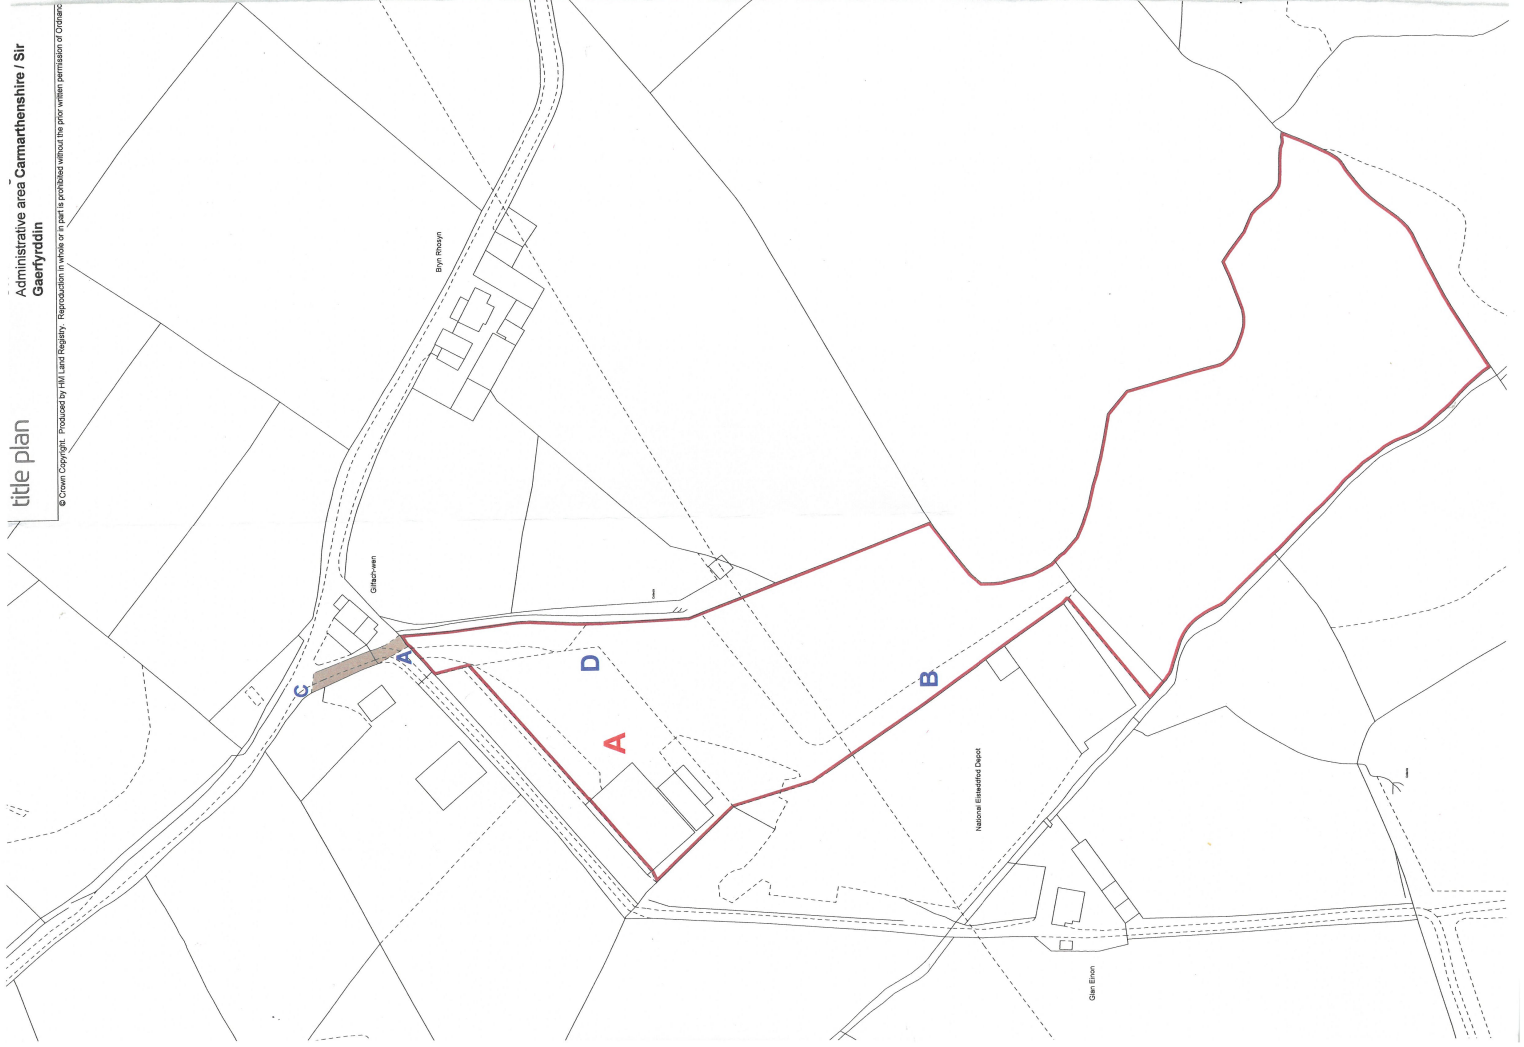 title plan
Administrative area Carmarthenshire / Sir
Gaerfyrddin
© Crown Copyright. Produced by HM Land Registry. Reproduction in whole or in part is prohibited without the prior written permission of Ordnanc
Bryn Rhosyn
Gilfach-wen
C
A
D
A
B
National Eisteddfod Depot
Glan Einon